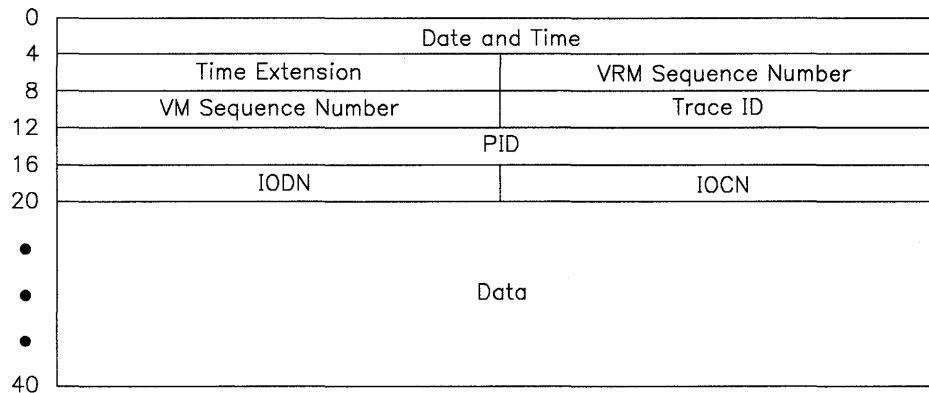 0
Date and Time
4
Time Extension VRM Sequence Number
8
VM Sequence Number Trace ID
12
PID
16
IODN IOCN
20
Data
40